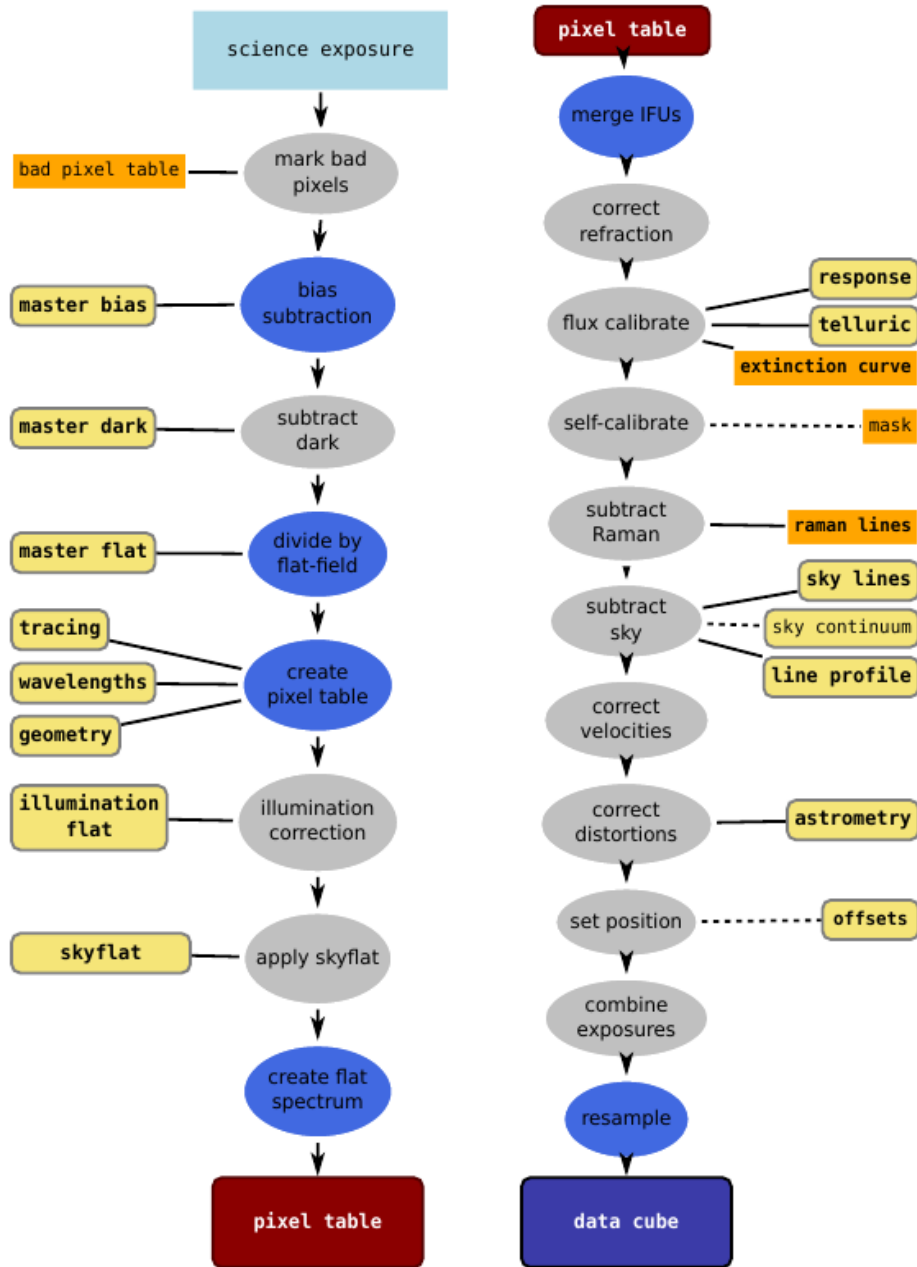 science exposure
mark bad
pixels
bad pixel table
bias
subtraction
master bias
subtract
dark
master dark
divide by
flat-field
master flat
tracing
wavelengths
geometry
create
pixel table
illumination
flat
illumination
correction
skyflat
apply skyflat
create flat
spectrum
pixel table
pixel table
merge IFUs
correct
refraction
flux calibrate
response
telluric
extinction curve
self-calibrate
mask
subtract
Raman
raman lines
subtract
sky
sky lines
sky continuum
line profile
correct
velocities
correct
distortions
astrometry
set position
offsets
combine
exposures
resample
data cube